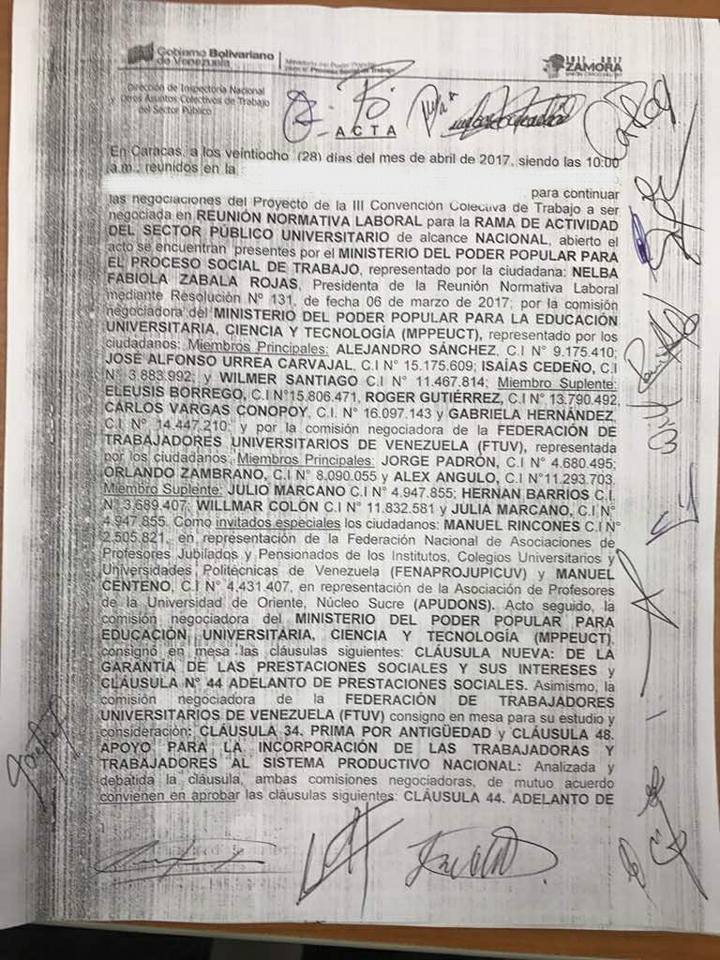 Gobierno Bolivariano
de Venezuela
Ministerio del Poder Popular
para el Proceso Social de Trabajo
ZAMORA
Dirección de Inspectoría Nacional
y Otros Asuntos Colectivos de Trabajo
del Sector Público
ACTA
En Caracas, a los veintiocho (28) días del mes de abril de 2017, siendo las 10:00
a.m., reunidos en la
para continuar
las negociaciones del Proyecto de la III Convención Colectiva de Trabajo a ser
negociada en REUNIÓN NORMATIVA LABORAL para la RAMA DE ACTIVIDAD
DEL SECTOR PÚBLICO UNIVERSITARIO de alcance NACIONAL, abierto el
acto se encuentran presentes por el MINISTERIO DEL PODER POPULAR PARA
EL PROCESO SOCIAL DE TRABAJO, representado por la ciudadana: NELBA
FABIOLA ZABALA ROJAS, Presidenta de la Reunión Normativa Laboral
mediante Resolución Nº 131, de fecha 06 de marzo de 2017; por la comisión
negociadora del MINISTERIO DEL PODER POPULAR PARA LA EDUCACIÓN
UNIVERSITARIA, CIENCIA Y TECNOLOGÍA (MPPEUCT), representado por los
ciudadanos: Miembros Principales: ALEJANDRO SÁNCHEZ, C.I N° 9.175.410;
JOSÉ ALFONSO URREA CARVAJAL, C.I N° 15.175.609; ISAÍAS CEDEÑO, C.I
N° 3.883.992; y WILMER SANTIAGO C.I N° 11.467.814; Miembro Suplente:
ELEUSIS BORREGO, C.I N°15.806.471, ROGER GUTIÉRREZ, C.I N° 13.790.492,
CARLOS VARGAS CONOPOY, C.I. N° 16.097.143 y GABRIELA HERNÁNDEZ,
C.I. N° 14.447.210; y por la comisión negociadora de la FEDERACIÓN DE
TRABAJADORES UNIVERSITARIOS DE VENEZUELA (FTUV), representada
por los ciudadanos, Miembros Principales: JORGE PADRÓN, C.I N° 4.680.495;
ORLANDO ZAMBRANO, C.I N° 8.090.055 y ALEX ANGULO, C.I N°11.293.703.
Miembro Suplente: JULIO MARCANO C.I N° 4.947.855; HERNAN BARRIOS C.I.
N° 3.689.407; WILLMAR COLÓN C.I N° 11.832.581 y JULIA MARCANO, C.I N°
4.947.855. Como invitados especiales los ciudadanos: MANUEL RINCONES C.I N°
2.505.821, en representación de la Federación Nacional de Asociaciones de
Profesores Jubilados y Pensionados de los Institutos, Colegios Universitarios y
Universidades Politécnicas de Venezuela (FENAPROJUPICUV) y MANUEL
CENTENO, C.I N° 4.431.407, en representación de la Asociación de Profesores
de la Universidad de Oriente, Núcleo Sucre (APUDONS). Acto seguido, la
comisión negociadora del MINISTERIO DEL PODER POPULAR PARA
EDUCACIÓN UNIVERSITARIA, CIENCIA Y TECNOLOGÍA (MPPEUCT),
consignó en mesa las cláusulas siguientes: CLÁUSULA NUEVA: DE LA
GARANTÍA DE LAS PRESTACIONES SOCIALES Y SUS INTERESES y
CLÁUSULA N° 44 ADELANTO DE PRESTACIONES SOCIALES. Asimismo, la
comisión negociadora de la FEDERACIÓN DE TRABAJADORES
UNIVERSITARIOS DE VENEZUELA (FTUV) consigno en mesa para su estudio y
consideración: CLÁUSULA 34. PRIMA POR ANTIGÜEDAD y CLÁUSULA 48.
APOYO PARA LA INCORPORACIÓN DE LAS TRABAJADORAS Y
TRABAJADORES AL SISTEMA PRODUCTIVO NACIONAL: Analizada y
debatida la cláusula, ambas comisiones negociadoras, de mutuo acuerdo
convienen en aprobar las cláusulas siguientes: CLÁUSULA 44. ADELANTO DE